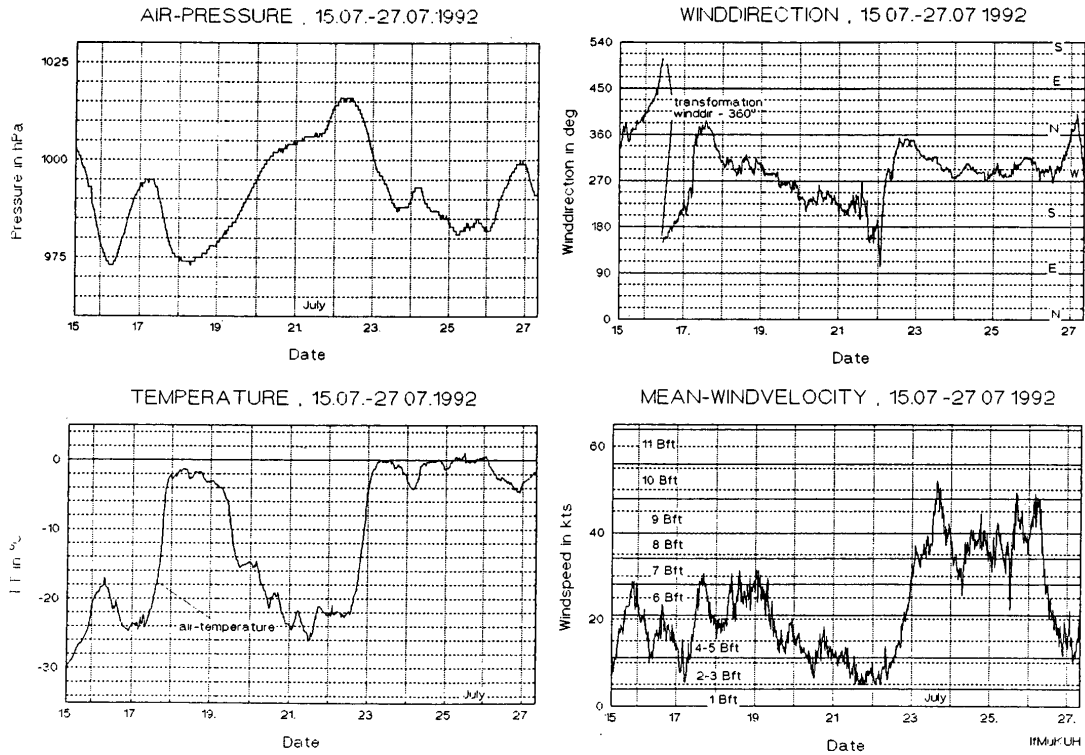 AIR-PRESSURE , 15.07.-27.07.1992
1025
1000
975
Pressure in hPa
July
15 17 19. 21. 23 25 27
Date
WINDDIRECTION , 15.07.-27.07 1992
540
450
360
270
180
90
0
Winddirection in deg
transformation
winddir - 360°
S
E
N
W
S
E
N
15 17. 19. 21. 23. 25. 27.
Date
TEMPERATURE , 15.07.-27 07.1992
0
-10
-20
-30
air-temperature
July
15 17 19. 21. 23 25. 27
Date
MEAN-WINDVELOCITY , 15.07 -27 07 1992
60
40
20
0
Windspeed in kts
11 Bft
10 Bft
9 Bft
8 Bft
7 Bft
6 Bft
4-5 Bft
2-3 Bft
1 Bft
July
15 17 19 21 23 25. 27.
Date
IfMuKUH